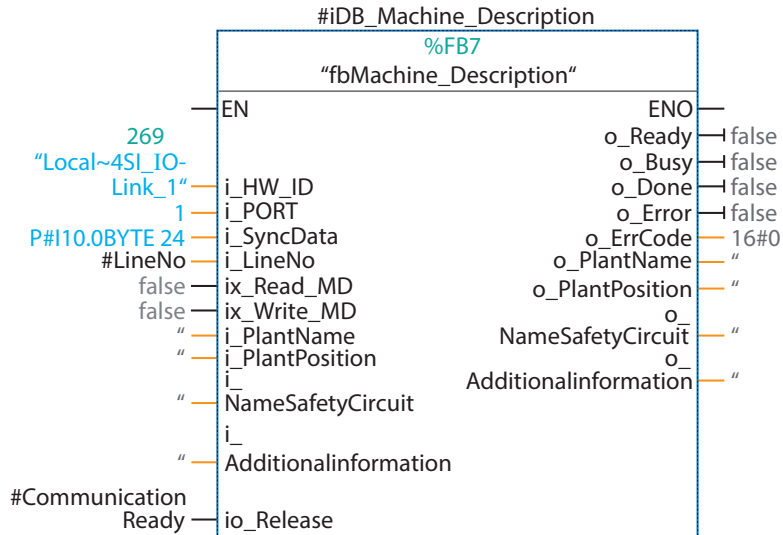 #iDB_Machine_Description
%FB7
"fbMachine_Description“
EN ENO
269 o_Ready false
“Local~4SI_IO- o_Busy false
Link_1“ i_HW_ID o_Done false
1 i_PORT o_Error false
P#I10.0BYTE 24 i_SyncData o_ErrCode 16#0
#LineNo i_LineNo o_PlantName “
false ix_Read_MD o_PlantPosition “
false ix_Write_MD o_
“ i_PlantName NameSafetyCircuit “
“ i_PlantPosition o_
i_ Additionalinformation “
“ NameSafetyCircuit
i_
“ Additionalinformation
#Communication
Ready io_Release